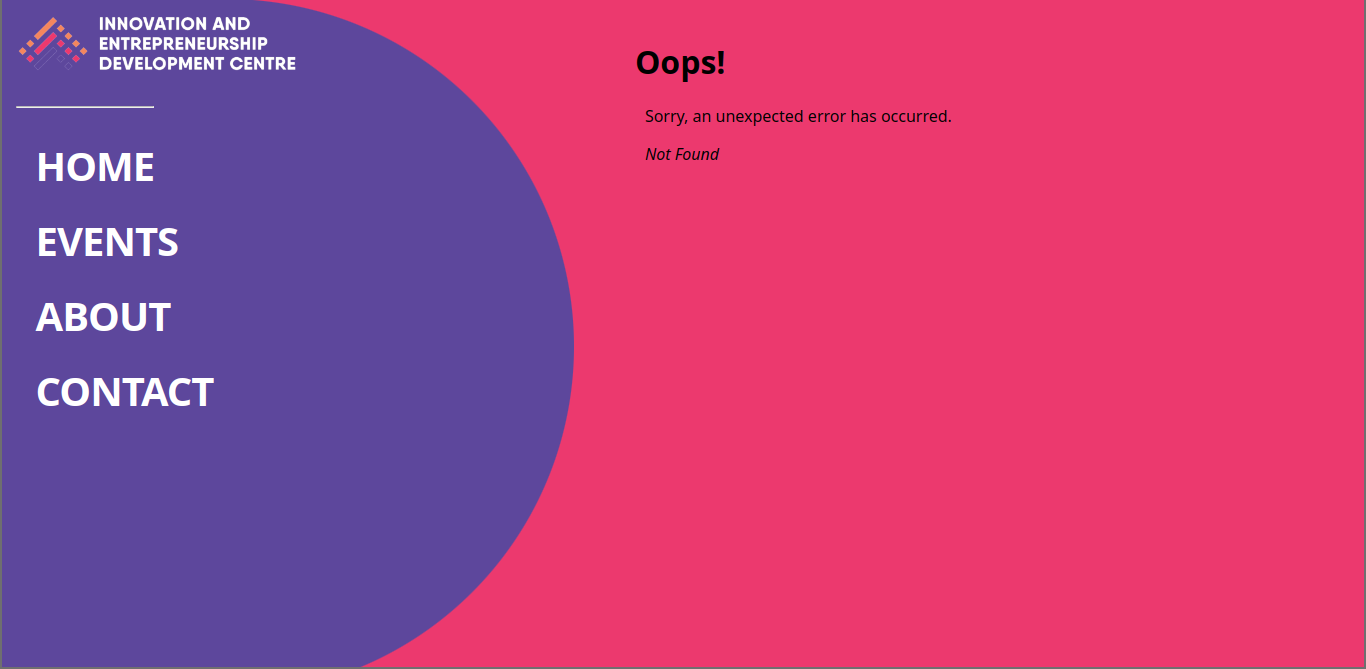 INNOVATION AND
ENTREPRENEURSHIP
DEVELOPMENT CENTRE
HOME
EVENTS
ABOUT
CONTACT
Oops!
Sorry, an unexpected error has occurred.
Not Found